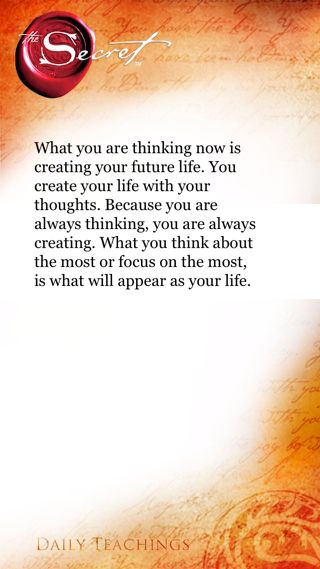 the Secret™
What you are thinking now is
creating your future life. You
create your life with your
thoughts. Because you are
always thinking, you are always
creating. What you think about
the most or focus on the most,
is what will appear as your life.
DAILY TEACHINGS